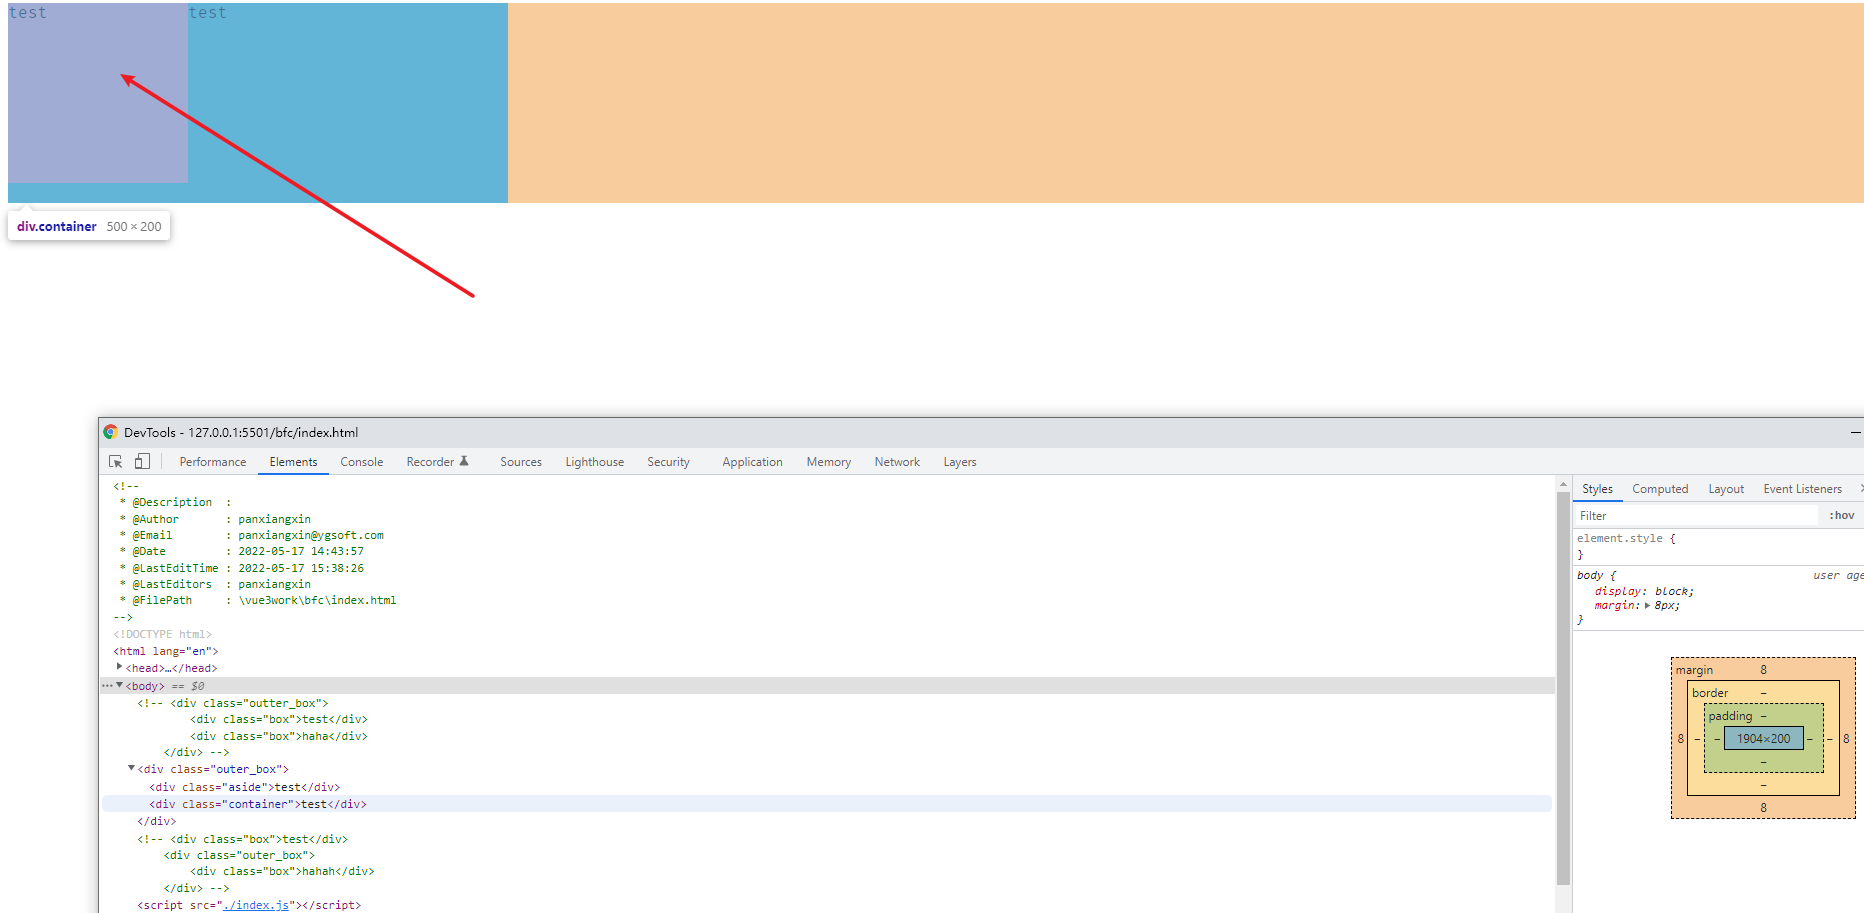 test test
div.container 500 × 200
DevTools - 127.0.0.1:5501/bfc/index.html
Performance Elements Console Recorder Sources Lighthouse Security Application Memory Network Layers
<!--
* @Description :
* @Author : panxiangxin
* @Email : panxiangxin@ygsoft.com
* @Date : 2022-05-17 14:43:57
* @LastEditTime : 2022-05-17 15:38:26
* @LastEditors : panxiangxin
* @FilePath : \vue3work\bfc\index.html
-->
<!DOCTYPE html>
<html lang="en">
<head>…</head>
<body> == $0
<!-- <div class="outter_box">
<div class="box">test</div>
<div class="box">haha</div>
</div> -->
<div class="outer_box">
<div class="aside">test</div>
<div class="container">test</div>
</div>
<!-- <div class="box">test</div>
<div class="outer_box">
<div class="box">hahah</div>
</div> -->
<script src="./index.js"></script>
Styles Computed Layout Event Listeners
Filter :hov
element.style {
}
body { user age
display: block;
margin: 8px;
}
margin 8
border –
padding –
8 – – 1904×200 – – 8
–
–
8